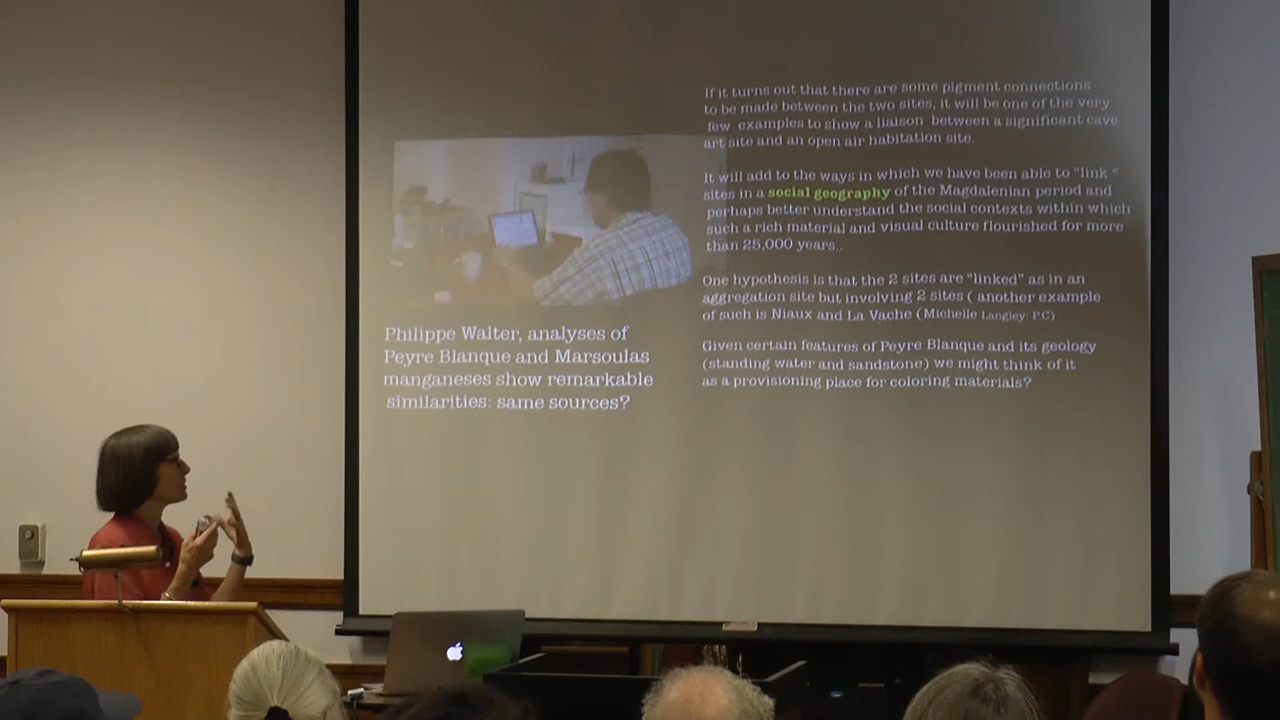 If it turns out that there are some pigment connections
to be made between the two sites, it will be one of the very
few examples to show a liaison between a significant cave
art site and an open air habitation site.
It will add to the ways in which we have been able to "link "
sites in a social geography of the Magdalenian period and
perhaps better understand the social contexts within which
such a rich material and visual culture flourished for more
than 25,000 years..
One hypothesis is that the 2 sites are "linked" as in an
aggregation site but involving 2 sites ( another example
of such is Niaux and La Vache (Michelle Langley: P.C)
Given certain features of Peyre Blanque and its geology
(standing water and sandstone) we might think of it
as a provisioning place for coloring materials?
Philippe Walter, analyses of
Peyre Blanque and Marsoulas
manganeses show remarkable
similarities: same sources?